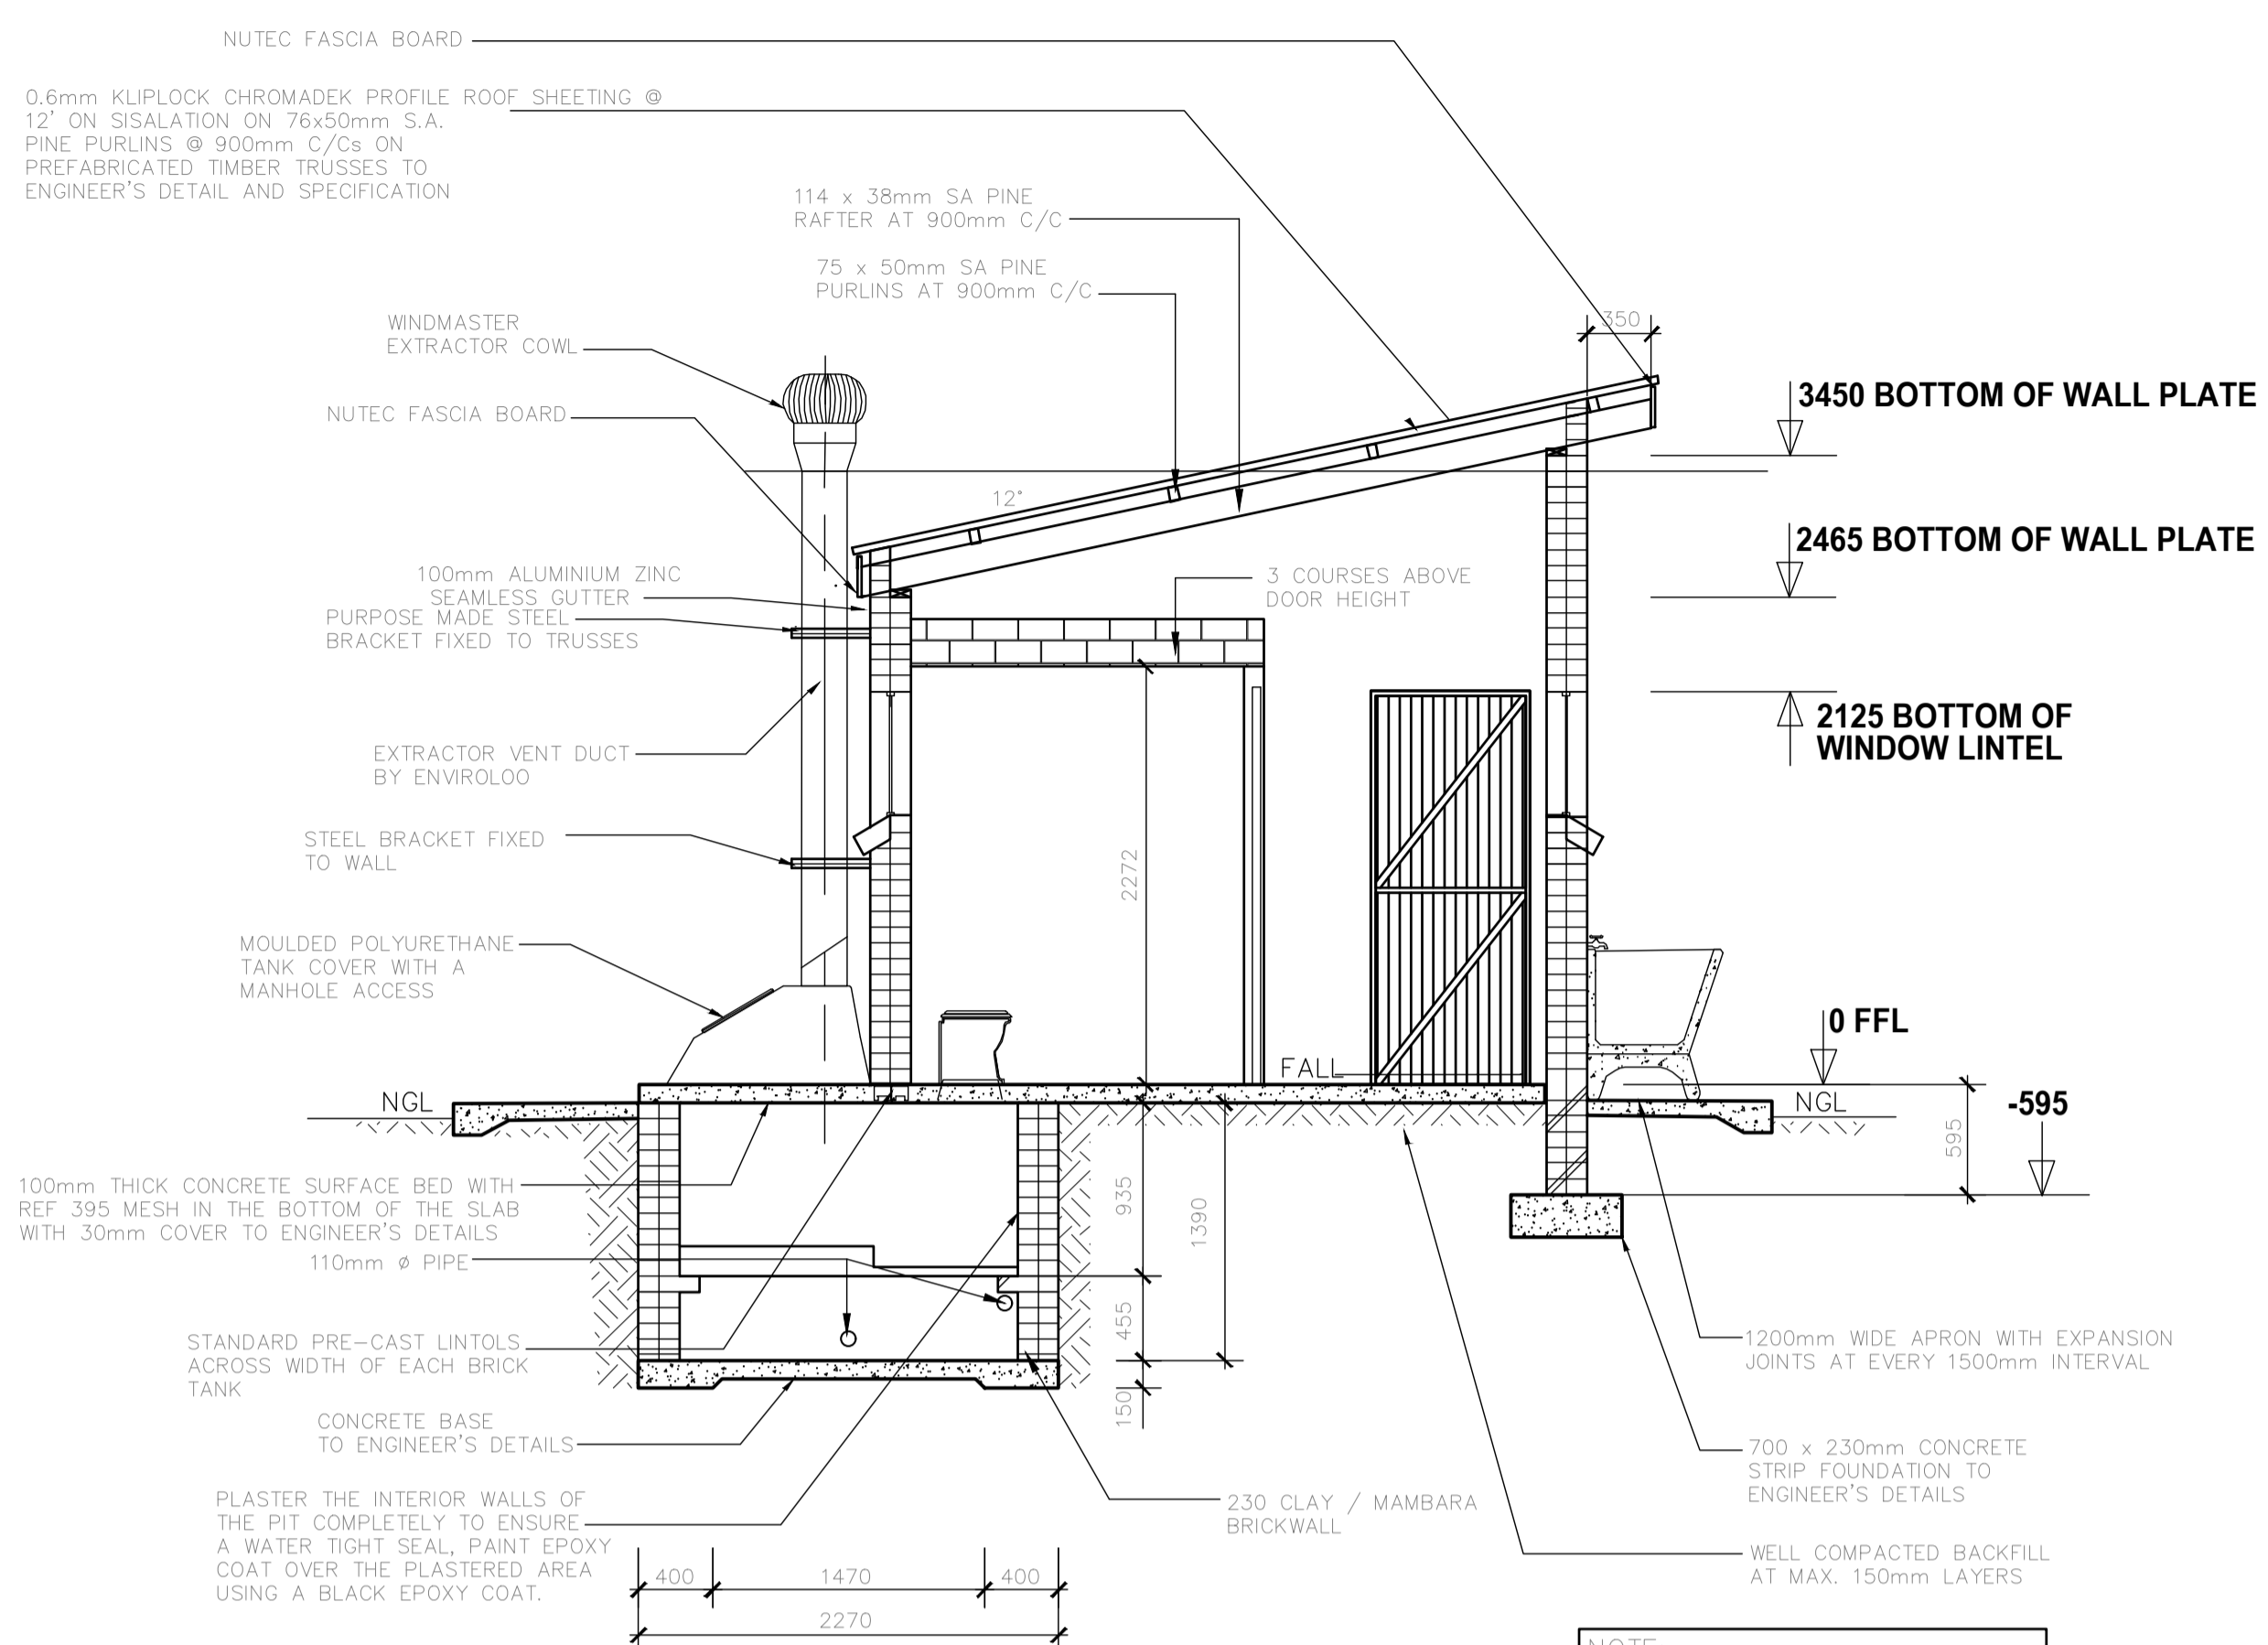 NUTEC FASCIA BOARD
0.6mm KLIPLOCK CHROMADEK PROFILE ROOF SHEETING @
12' ON SISALATION ON 76x50mm S.A.
PINE PURLINS @ 900mm C/Cs ON
PREFABRICATED TIMBER TRUSSES TO
ENGINEER'S DETAIL AND SPECIFICATION
114 x 38mm SA PINE
RAFTER AT 900mm C/C
75 x 50mm SA PINE
PURLINS AT 900mm C/C
WINDMASTER
EXTRACTOR COWL
NUTEC FASCIA BOARD
350
3450 BOTTOM OF WALL PLATE
12°
2465 BOTTOM OF WALL PLATE
100mm ALUMINIUM ZINC
SEAMLESS GUTTER
PURPOSE MADE STEEL
BRACKET FIXED TO TRUSSES
3 COURSES ABOVE
DOOR HEIGHT
2125 BOTTOM OF
WINDOW LINTEL
EXTRACTOR VENT DUCT
BY ENVIROLOO
STEEL BRACKET FIXED
TO WALL
2272
MOULDED POLYURETHANE
TANK COVER WITH A
MANHOLE ACCESS
0 FFL
FALL
NGL
NGL
-595
595
100mm THICK CONCRETE SURFACE BED WITH
REF 395 MESH IN THE BOTTOM OF THE SLAB
WITH 30mm COVER TO ENGINEER'S DETAILS
935
1390
110mm ø PIPE
455
STANDARD PRE-CAST LINTOLS
ACROSS WIDTH OF EACH BRICK
TANK
1200mm WIDE APRON WITH EXPANSION
JOINTS AT EVERY 1500mm INTERVAL
150
CONCRETE BASE
TO ENGINEER'S DETAILS
700 x 230mm CONCRETE
STRIP FOUNDATION TO
ENGINEER'S DETAILS
PLASTER THE INTERIOR WALLS OF
THE PIT COMPLETELY TO ENSURE
A WATER TIGHT SEAL, PAINT EPOXY
COAT OVER THE PLASTERED AREA
USING A BLACK EPOXY COAT.
230 CLAY / MAMBARA
BRICKWALL
WELL COMPACTED BACKFILL
AT MAX. 150mm LAYERS
400
1470
400
2270
NOTE